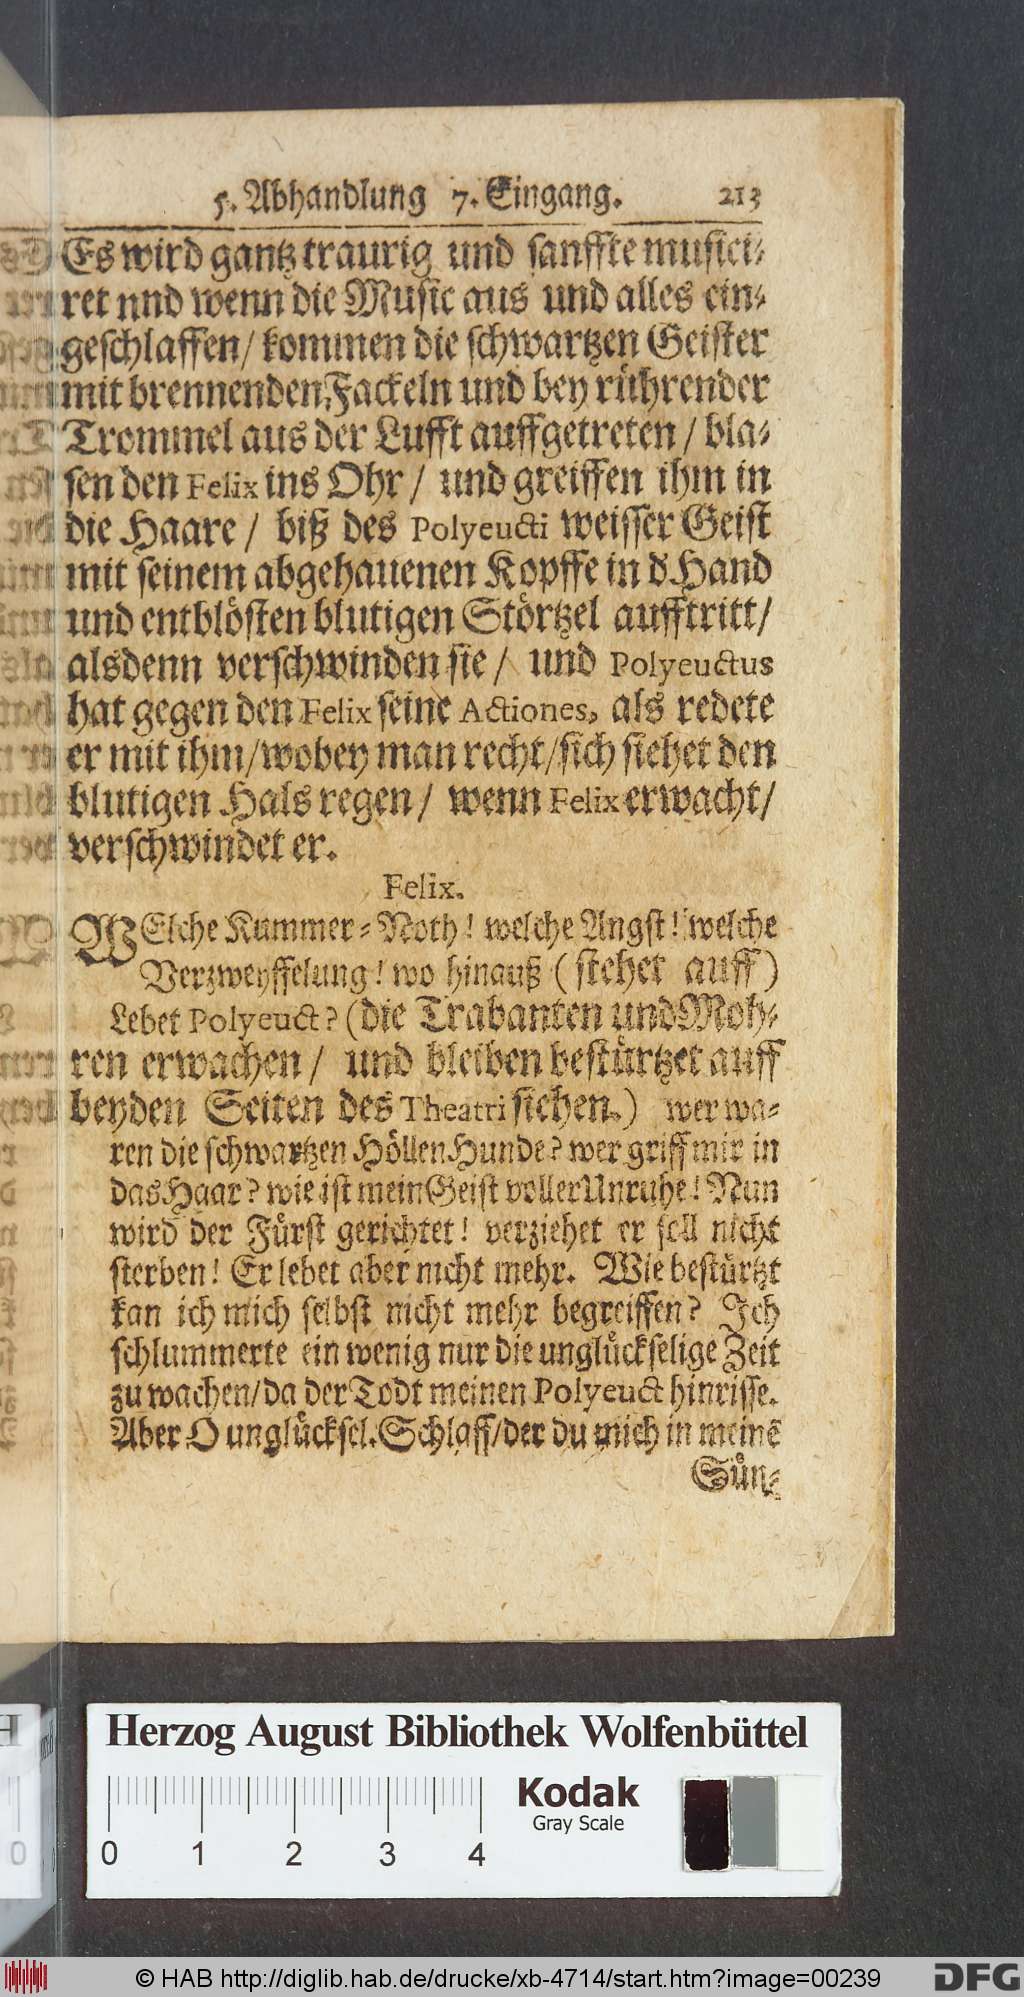 5. Abhandlung 7. Eingang. 213
Es wird gantz traurig und sanffte musici-
ret nnd wenn die Music aus und alles ein-
geschlaffen/ kommen die schwartzen Geister
mit brennenden Fackeln und bey rührender
Trommel aus der Lufft auffgetreten / bla-
sen den Felix ins Ohr / und greiffen ihm in
die Haare / biß des Polyeucti weisser Geist
mit seinem abgehauenen Kopffe in d Hand
und entblösten blutigen Störtzel aufftritt/
alsdenn verschwinden sie / und Polyeuctus
hat gegen den Felix seine Actiones, als redete
er mit ihm/wobey man recht/sich siehet den
blutigen Hals regen / wenn Felix erwacht/
verschwindet er.
Felix.
WElche Kummer-Noth! welche Angst! welche
Verzweyffelung! wo hinauß (stehet auff)
Lebet Polyeuct? (die Trabanten und Moh-
ren erwachen / und bleiben bestürtzet auff
beyden Seiten des Theatri stehen.) wer wa-
ren die schwartzen Höllen Hunde? wer griff mir in
das Haar? wie ist mein Geist voller Unruhe! Nun
wird der Fürst gerichtet! verziehet er soll nicht
sterben! Er lebet aber nicht mehr. Wie bestürtzt
kan ich mich selbst nicht mehr begreiffen? Ich
schlummerte ein wenig nur die unglückselige Zeit
zu wachen/da der Todt meinen Polyeuct hinrisse.
Aber O unglücksel. Schlaff/der du mich in meinē
Sün-
Herzog August Bibliothek Wolfenbüttel
Kodak
Gray Scale
0 1 2 3 4
© HAB http://diglib.hab.de/drucke/xb-4714/start.htm?image=00239
DFG